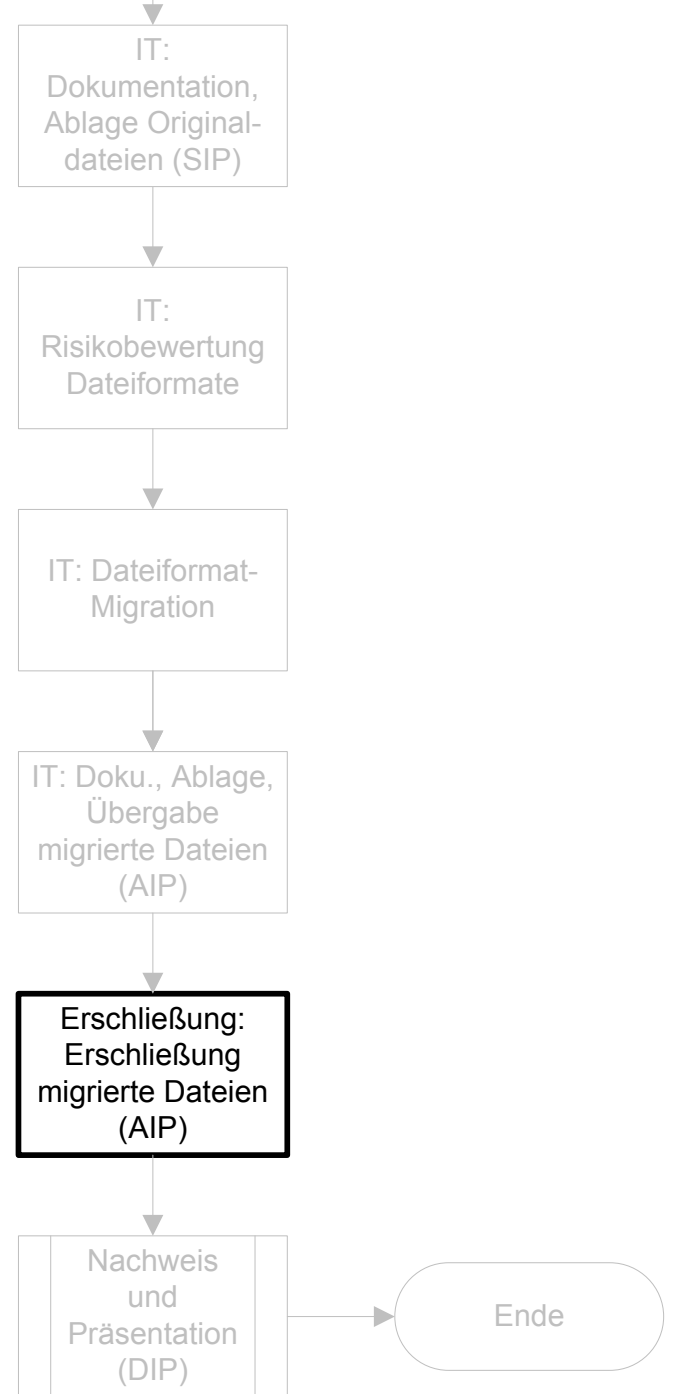 IT:
Dokumentation,
Ablage Original-
dateien (SIP)
IT:
Risikobewertung
Dateiformate
IT: Dateiformat-
Migration
IT: Doku., Ablage,
Übergabe
migrierte Dateien
(AIP)
Erschließung:
Erschließung
migrierte Dateien
(AIP)
Nachweis
und
Präsentation
(DIP)
Ende